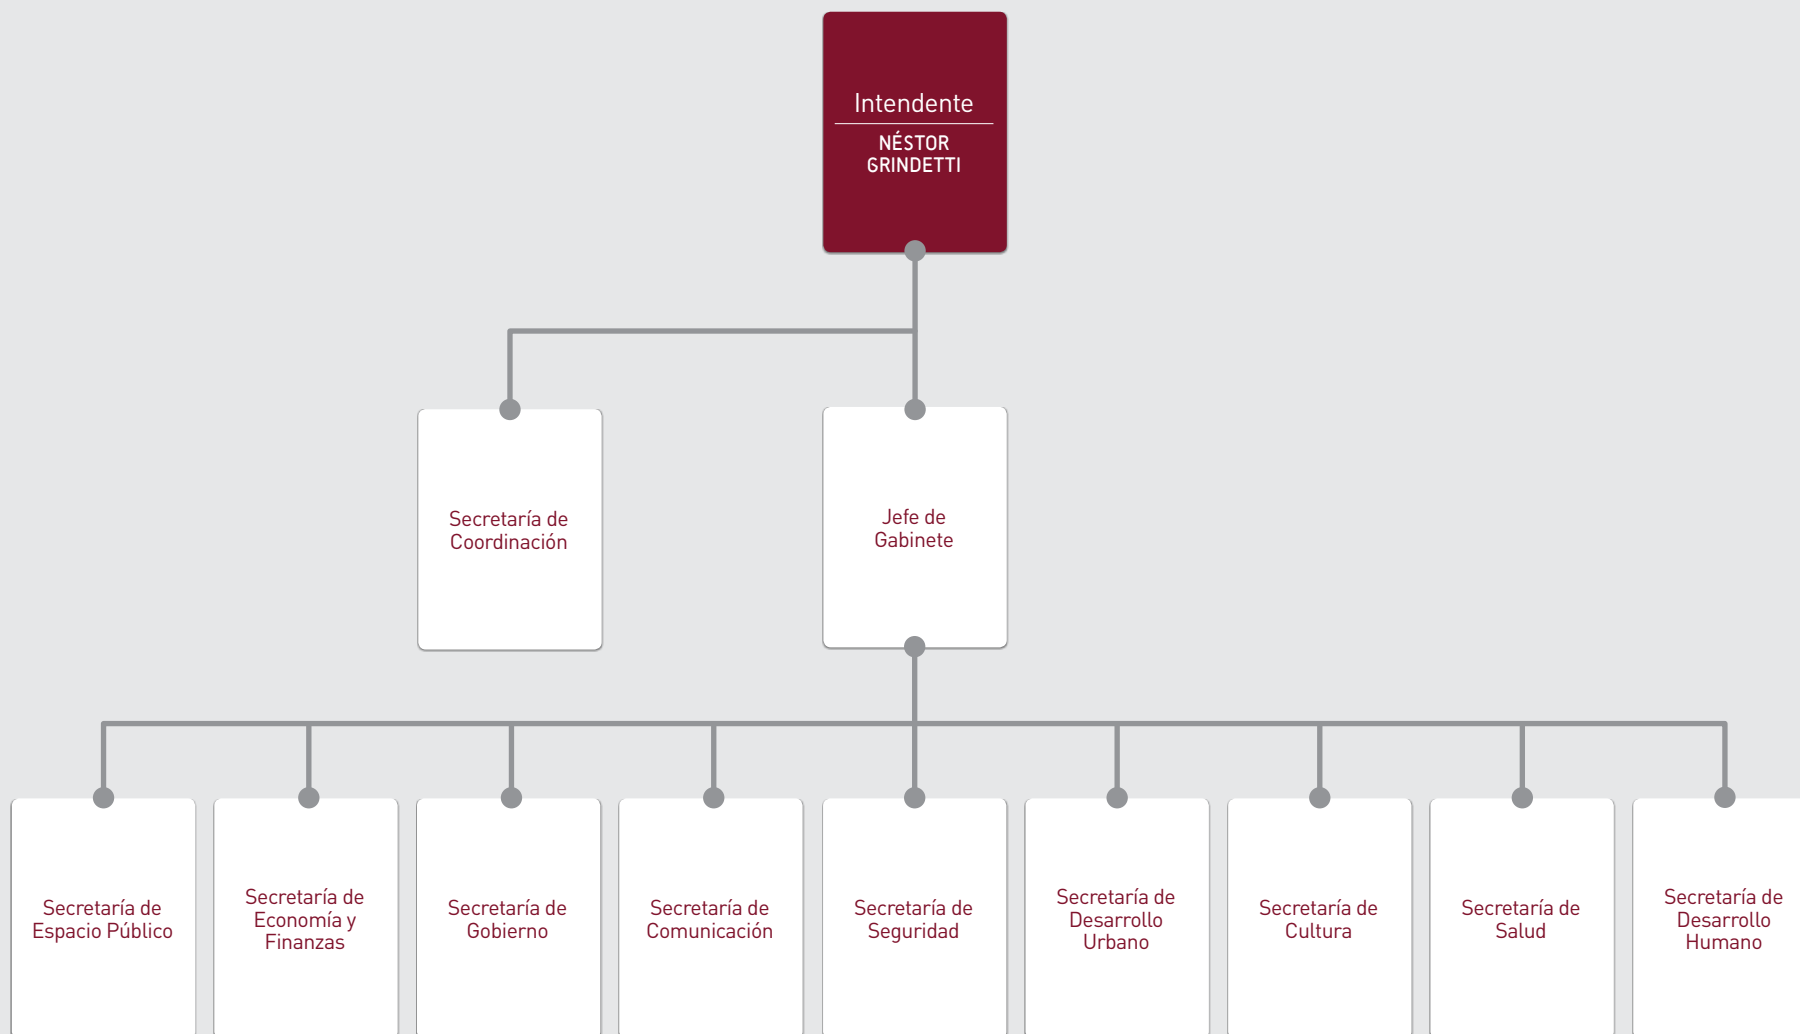 Intendente
NÉSTOR
GRINDETTI
Secretaría de
Coordinación
Jefe de
Gabinete
Secretaría de
Espacio Público
Secretaría de
Economía y
Finanzas
Secretaría de
Gobierno
Secretaría de
Comunicación
Secretaría de
Seguridad
Secretaría de
Desarrollo
Urbano
Secretaría de
Cultura
Secretaría de
Salud
Secretaría de
Desarrollo
Humano